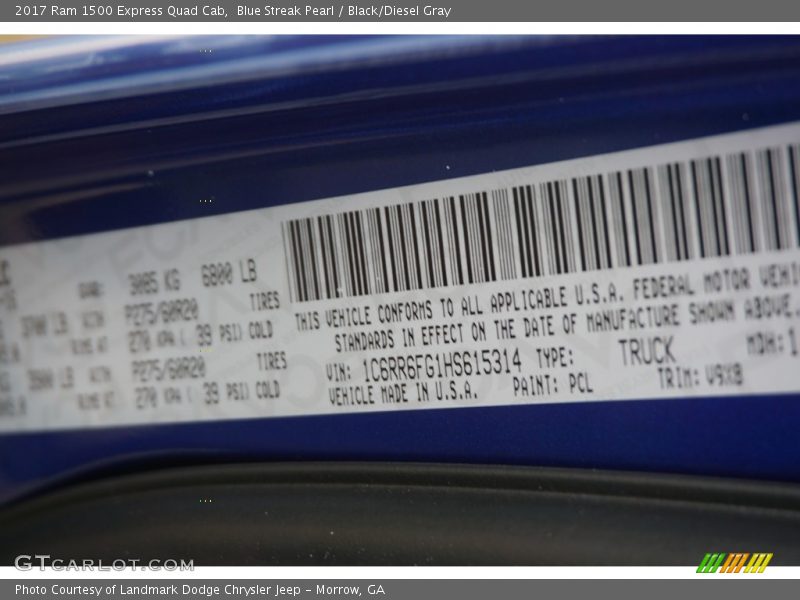 2017 Ram 1500 Express Quad Cab, Blue Streak Pearl / Black/Diesel Gray
3085 KG 6800 LB
TIRES
P275/60R20
270 KPA ( 39 PSI) COLD
TIRES
P275/60R20
270 KPA ( 39 PSI) COLD
THIS VEHICLE CONFORMS TO ALL APPLICABLE U.S.A. FEDERAL MOTOR VEHI
STANDARDS IN EFFECT ON THE DATE OF MANUFACTURE SHOWN ABOVE.
VIN: 1C6RR6FG1HS615314 TYPE: TRUCK MDH: 1
VEHICLE MADE IN U.S.A. PAINT: PCL TRIM: V9X8
GTCARLOT.COM
Photo Courtesy of Landmark Dodge Chrysler Jeep – Morrow, GA